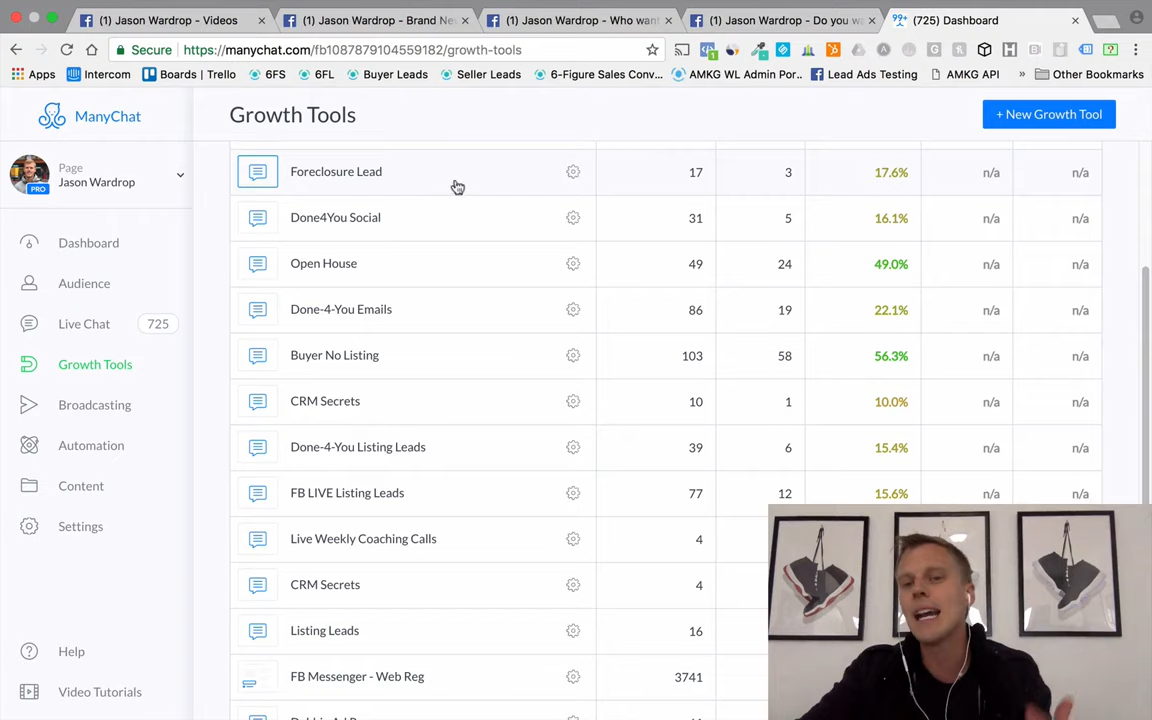 (1) Jason Wardrop - Videos
(1) Jason Wardrop - Brand Ne
(1) Jason Wardrop - Who want
(1) Jason Wardrop - Do you w
99+ (725) Dashboard
Secure https://manychat.com/fb1087879104559182/growth-tools
Apps Intercom Boards | Trello 6FS 6FL Buyer Leads Seller Leads 6-Figure Sales Conv... AMKG WL Admin Por.. Lead Ads Testing AMKG API » Other Bookmarks
ManyChat
Growth Tools
+ New Growth Tool
Page
Jason Wardrop
PRO
Dashboard
Audience
Live Chat 725
Growth Tools
Broadcasting
Automation
Content
Settings
Help
Video Tutorials
Foreclosure Lead 17 3 17.6% n/a n/a
Done4You Social 31 5 16.1% n/a n/a
Open House 49 24 49.0% n/a n/a
Done-4-You Emails 86 19 22.1% n/a n/a
Buyer No Listing 103 58 56.3% n/a n/a
CRM Secrets 10 1 10.0% n/a n/a
Done-4-You Listing Leads 39 6 15.4% n/a n/a
FB LIVE Listing Leads 77 12 15.6% n/a n/a
Live Weekly Coaching Calls 4
CRM Secrets 4
Listing Leads 16
FB Messenger - Web Reg 3741